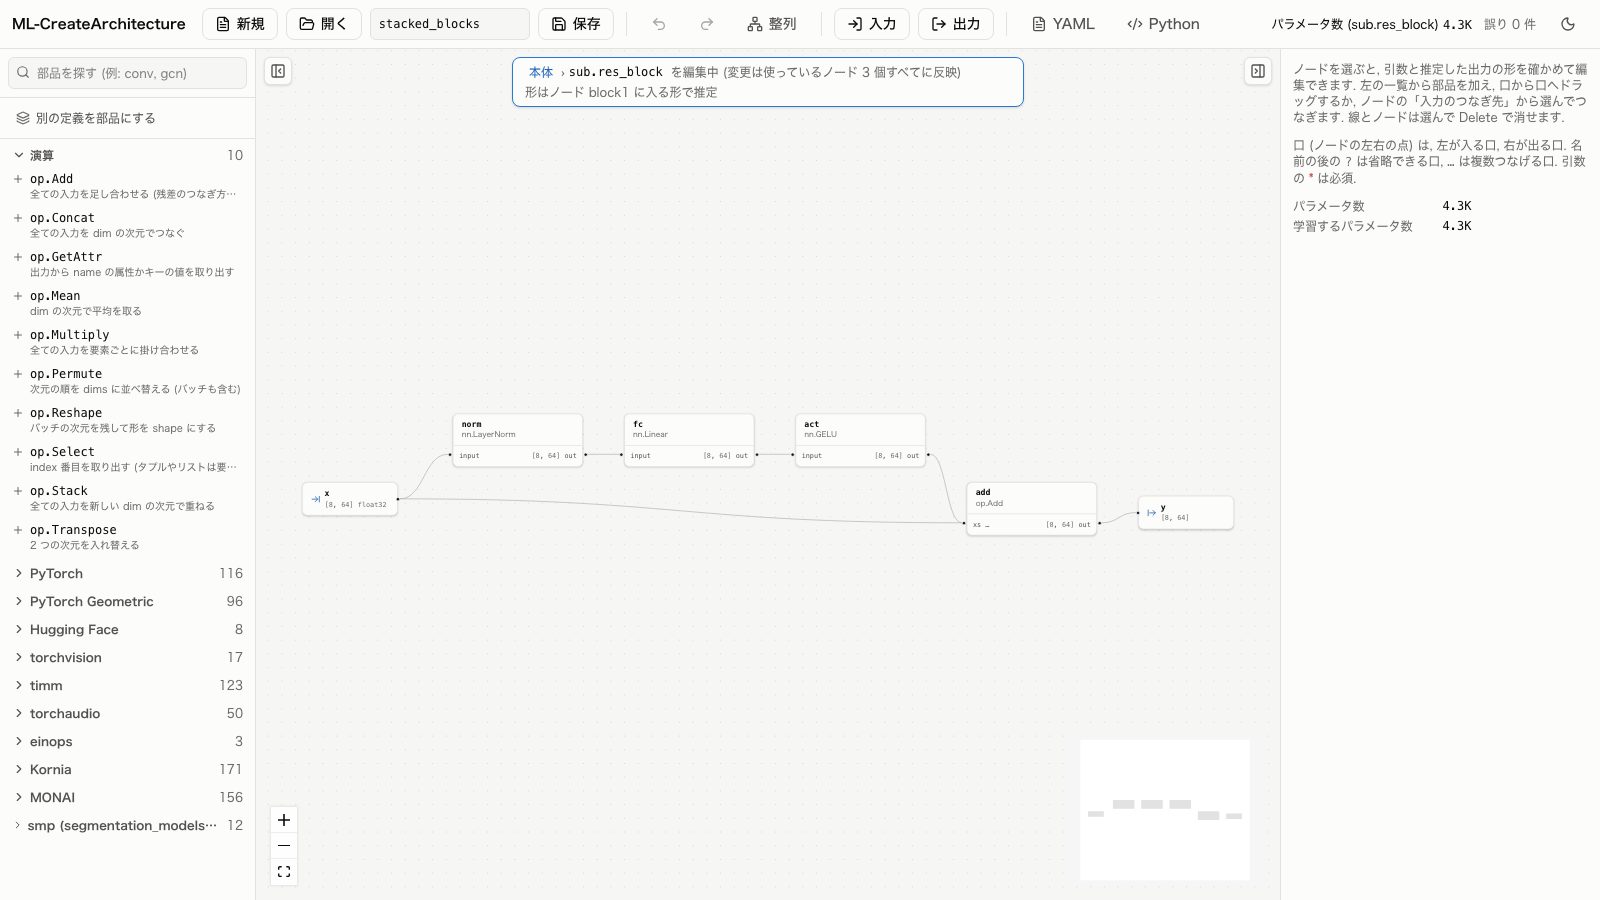 ML-CreateArchitecture
新規
開く
stacked_blocks
保存
整列
入力
出力
YAML
Python
パラメータ数 (sub.res_block) 4.3K
誤り 0 件
部品を探す (例: conv, gcn)
別の定義を部品にする
演算 10
op.Add
全ての入力を足し合わせる (残差のつなぎ方…
op.Concat
全ての入力を dim の次元でつなぐ
op.GetAttr
出力から name の属性かキーの値を取り出す
op.Mean
dim の次元で平均を取る
op.Multiply
全ての入力を要素ごとに掛け合わせる
op.Permute
次元の順を dims に並べ替える (バッチも含む)
op.Reshape
バッチの次元を残して形を shape にする
op.Select
index 番目を取り出す (タプルやリストは要…
op.Stack
全ての入力を新しい dim の次元で重ねる
op.Transpose
2 つの次元を入れ替える
PyTorch 116
PyTorch Geometric 96
Hugging Face 8
torchvision 17
timm 123
torchaudio 50
einops 3
Kornia 171
MONAI 156
smp (segmentation_models… 12
本体 › sub.res_block を編集中 (変更は使っているノード 3 個すべてに反映)
形はノード block1 に入る形で推定
x
[8, 64] float32
norm
nn.LayerNorm
input [8, 64] out
fc
nn.Linear
input [8, 64] out
act
nn.GELU
input [8, 64] out
add
op.Add
xs … [8, 64] out
y
[8, 64]
ノードを選ぶと, 引数と推定した出力の形を確かめて編
集できます. 左の一覧から部品を加え, 口から口へドラ
ッグするか, ノードの「入力のつなぎ先」から選んでつ
なぎます. 線とノードは選んで Delete で消せます.
口 (ノードの左右の点) は, 左が入る口, 右が出る口. 名
前の後の ? は省略できる口, … は複数つなげる口. 引数
の * は必須.
パラメータ数 4.3K
学習するパラメータ数 4.3K